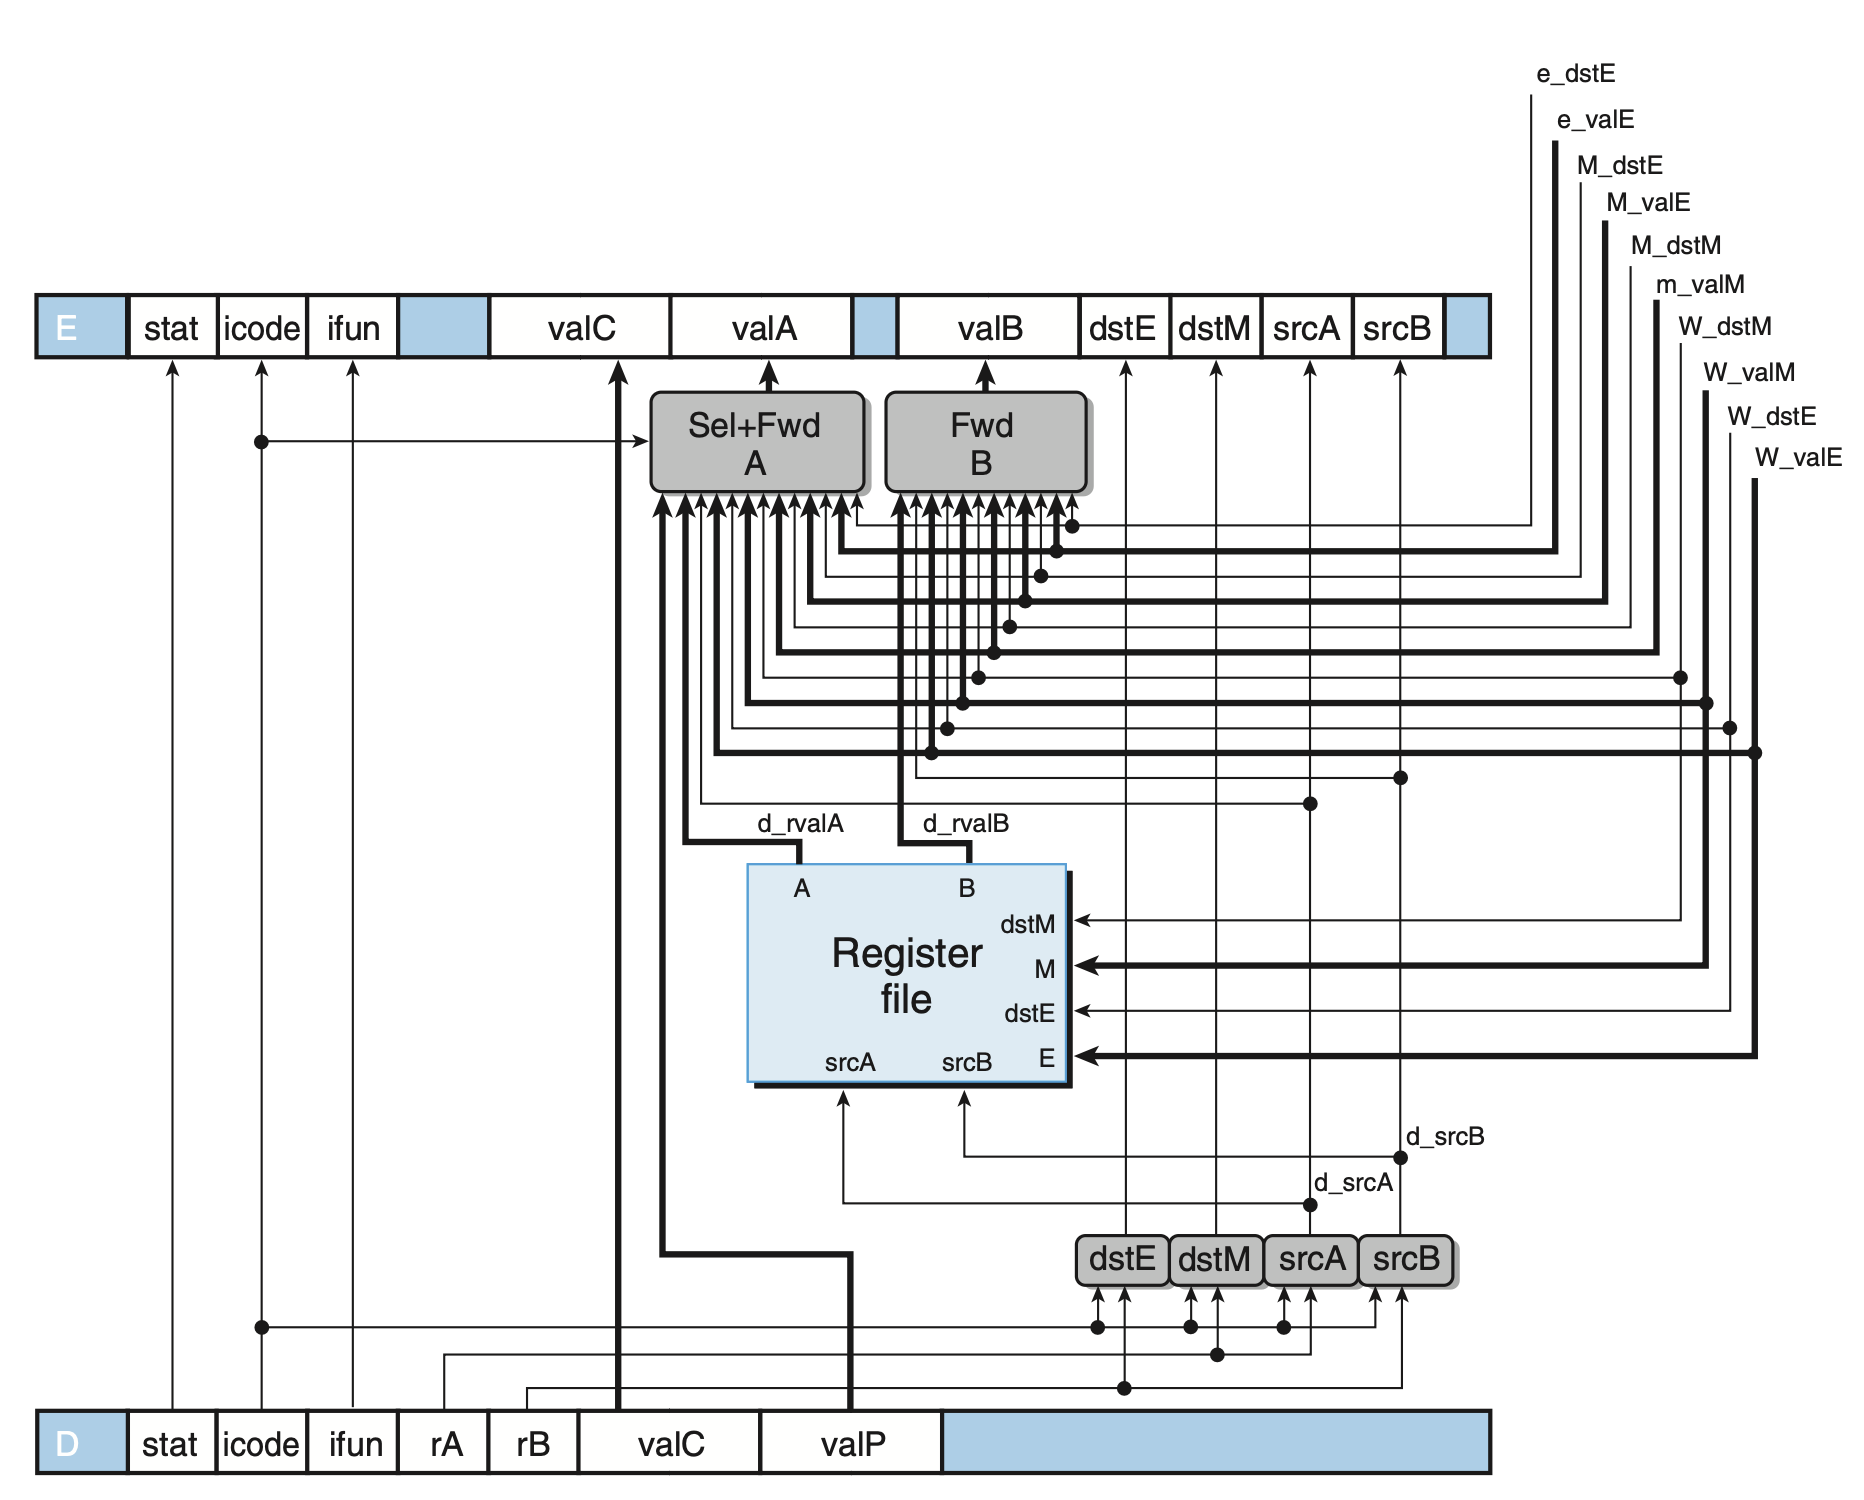 e_dstE
e_valE
M_dstE
M_valE
M_dstM
m_valM
W_dstM
W_valM
W_dstE
W_valE
E stat icode ifun valC valA valB dstE dstM srcA srcB
Sel+Fwd
A
Fwd
B
d_rvalA d_rvalB
A B
dstM
Register
file
M
dstE
E
srcA srcB
d_srcB
d_srcA
dstE dstM srcA srcB
D stat icode ifun rA rB valC valP